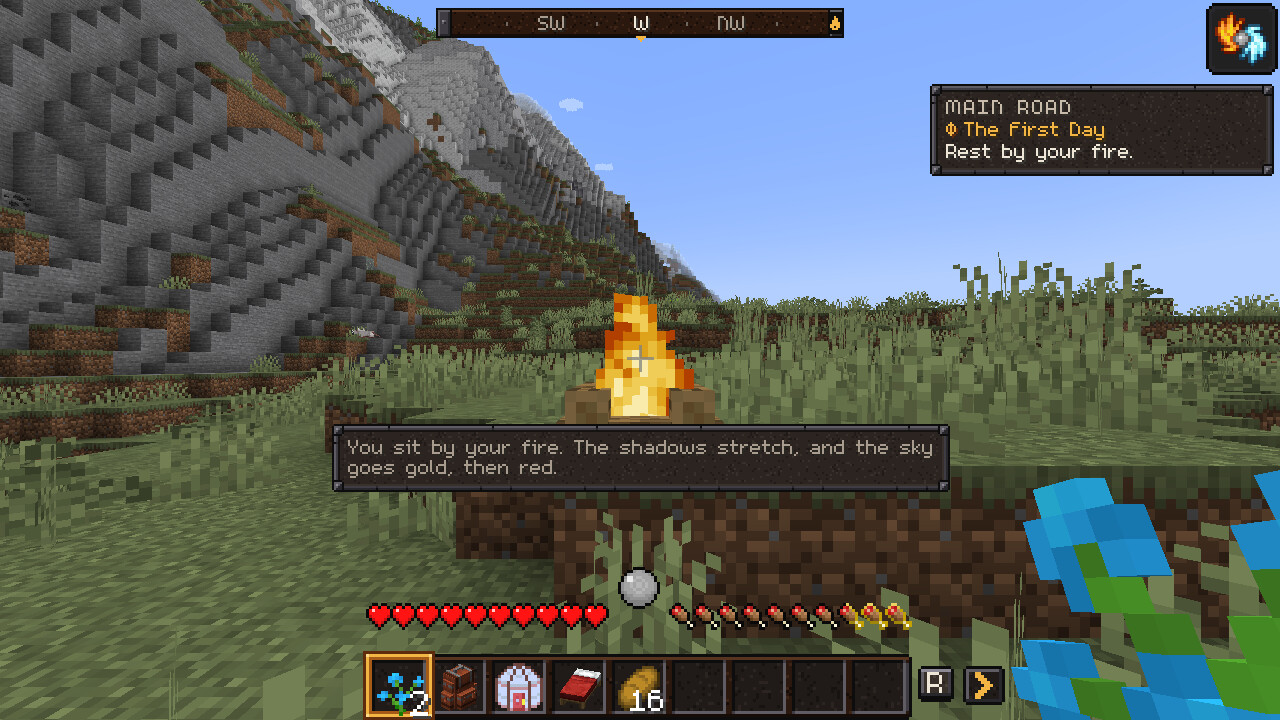 SW W NW
MAIN ROAD
The First Day
Rest by your fire.
You sit by your fire. The shadows stretch, and the sky
goes gold, then red.
2 16 R